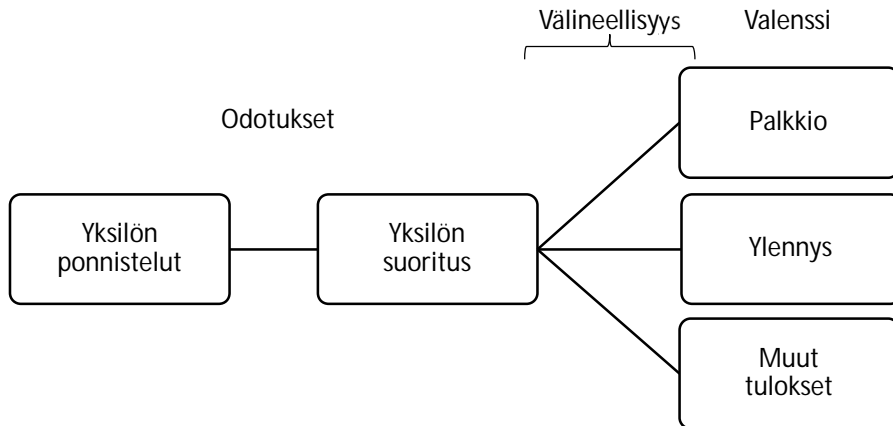 Välineellisyys
Valenssi
Palkkio
Odotukset
Yksilön
ponnistelut
Yksilön
suoritus
Ylennys
Muut
tulokset